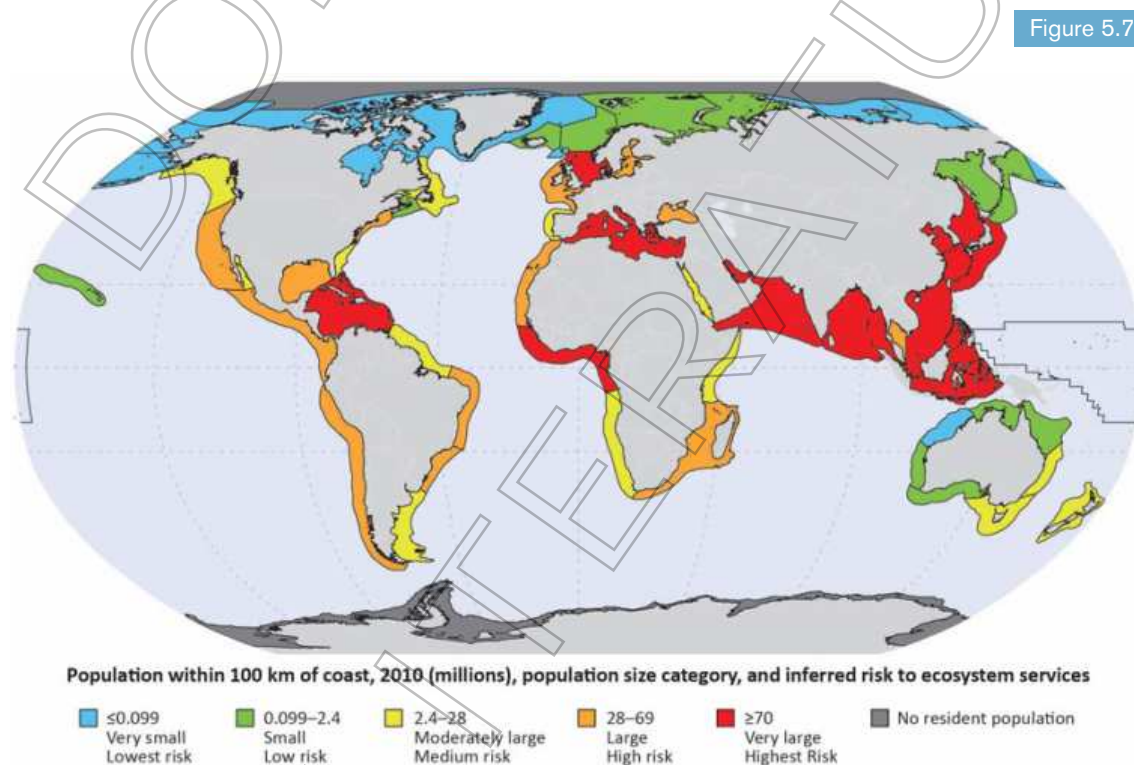 Figure 5.7
Population within 100 km of coast, 2010 (millions), population size category, and inferred risk to ecosystem services
≤0.099
Very small
Lowest risk
0.099–2.4
Small
Low risk
2.4–28
Moderately large
Medium risk
28–69
Large
High risk
≥70
Very large
Highest Risk
No resident population